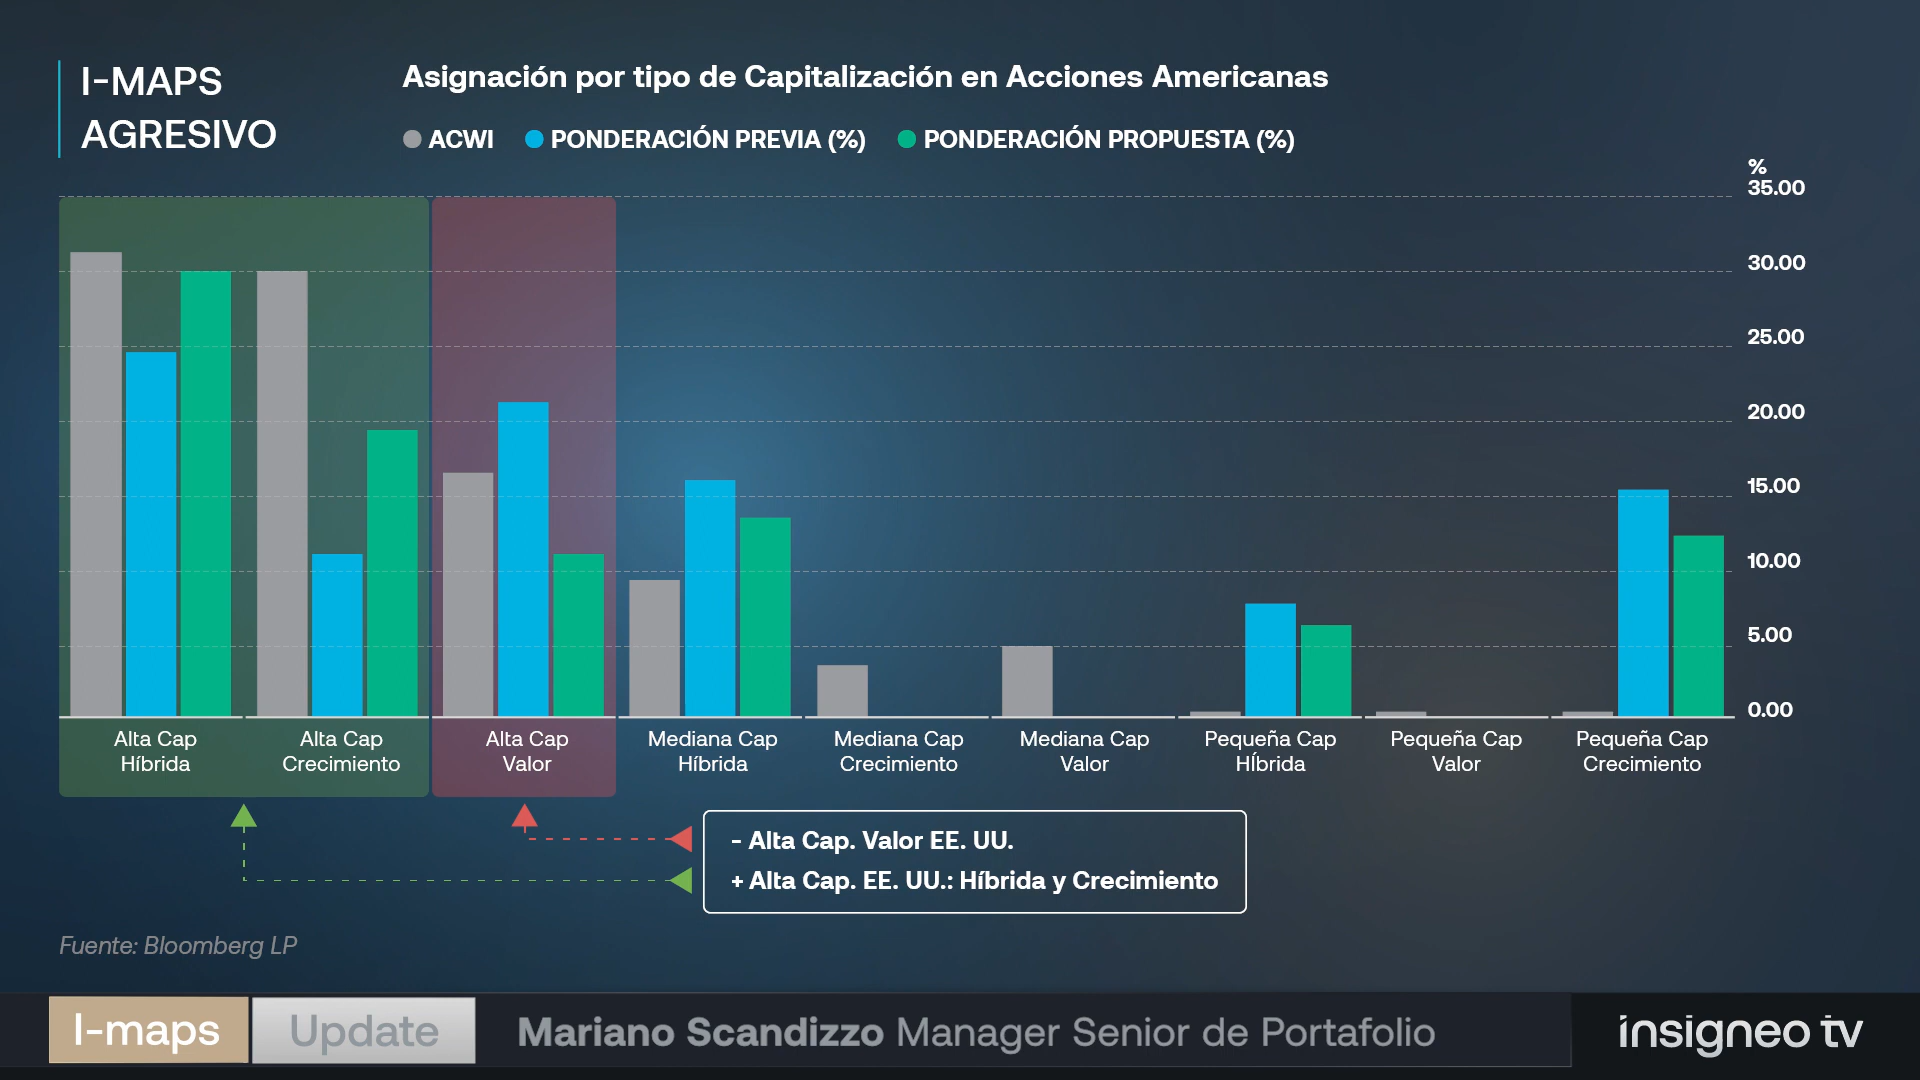 I-MAPS
AGRESIVO
Asignación por tipo de Capitalización en Acciones Americanas
ACWI PONDERACIÓN PREVIA (%) PONDERACIÓN PROPUESTA (%)
%
35.00
30.00
25.00
20.00
15.00
10.00
5.00
0.00
Alta Cap
Híbrida
Alta Cap
Crecimiento
Alta Cap
Valor
Mediana Cap
Híbrida
Mediana Cap
Crecimiento
Mediana Cap
Valor
Pequeña Cap
HÍbrida
Pequeña Cap
Valor
Pequeña Cap
Crecimiento
- Alta Cap. Valor EE. UU.
+ Alta Cap. EE. UU.: Híbrida y Crecimiento
Fuente: Bloomberg LP
I-maps Update Mariano Scandizzo Manager Senior de Portafolio
insigneo tv